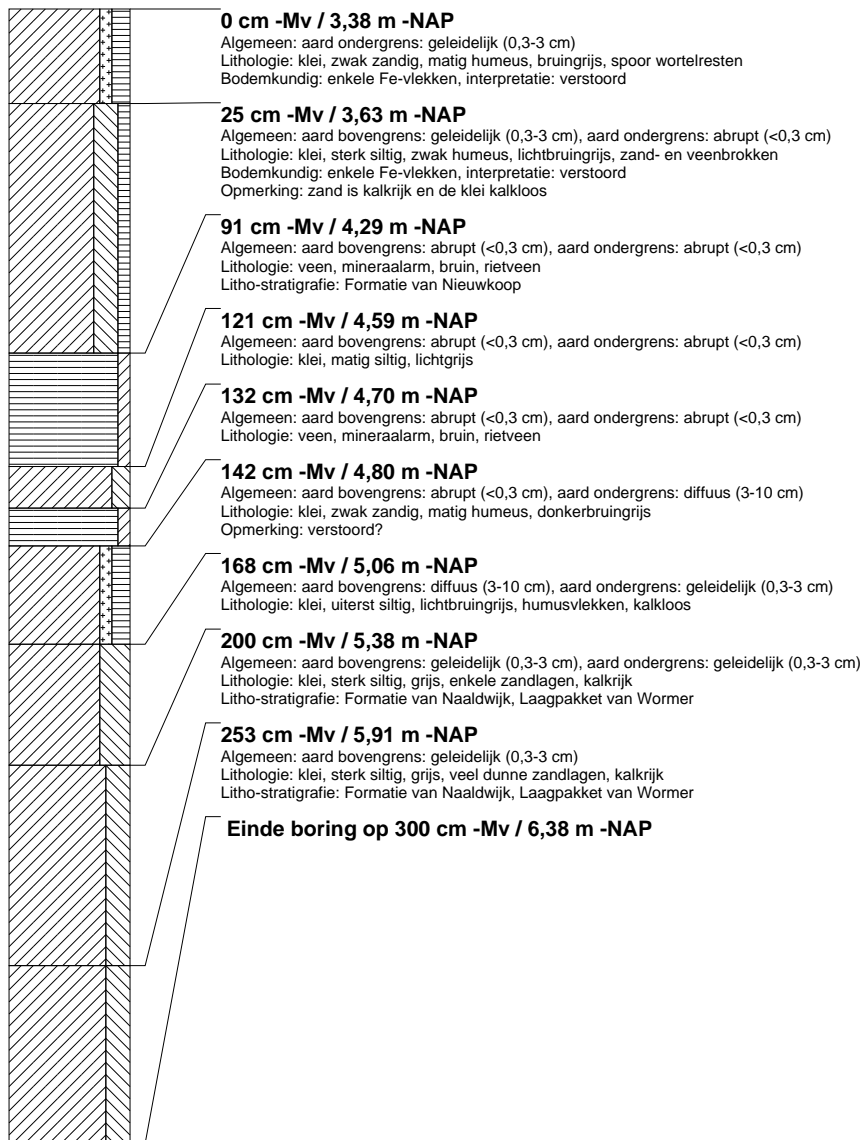 0 cm -Mv / 3,38 m -NAP
Algemeen: aard ondergrens: geleidelijk (0,3-3 cm)
Lithologie: klei, zwak zandig, matig humeus, bruingrijs, spoor wortelresten
Bodemkundig: enkele Fe-vlekken, interpretatie: verstoord
25 cm -Mv / 3,63 m -NAP
Algemeen: aard bovengrens: geleidelijk (0,3-3 cm), aard ondergrens: abrupt (<0,3 cm)
Lithologie: klei, sterk siltig, zwak humeus, lichtbruingrijs, zand- en veenbrokken
Bodemkundig: enkele Fe-vlekken, interpretatie: verstoord
Opmerking: zand is kalkrijk en de klei kalkloos
91 cm -Mv / 4,29 m -NAP
Algemeen: aard bovengrens: abrupt (<0,3 cm), aard ondergrens: abrupt (<0,3 cm)
Lithologie: veen, mineraalarm, bruin, rietveen
Litho-stratigrafie: Formatie van Nieuwkoop
121 cm -Mv / 4,59 m -NAP
Algemeen: aard bovengrens: abrupt (<0,3 cm), aard ondergrens: abrupt (<0,3 cm)
Lithologie: klei, matig siltig, lichtgrijs
132 cm -Mv / 4,70 m -NAP
Algemeen: aard bovengrens: abrupt (<0,3 cm), aard ondergrens: abrupt (<0,3 cm)
Lithologie: veen, mineraalarm, bruin, rietveen
142 cm -Mv / 4,80 m -NAP
Algemeen: aard bovengrens: abrupt (<0,3 cm), aard ondergrens: diffuus (3-10 cm)
Lithologie: klei, zwak zandig, matig humeus, donkerbruingrijs
Opmerking: verstoord?
168 cm -Mv / 5,06 m -NAP
Algemeen: aard bovengrens: diffuus (3-10 cm), aard ondergrens: geleidelijk (0,3-3 cm)
Lithologie: klei, uiterst siltig, lichtbruingrijs, humusvlekken, kalkloos
200 cm -Mv / 5,38 m -NAP
Algemeen: aard bovengrens: geleidelijk (0,3-3 cm), aard ondergrens: geleidelijk (0,3-3 cm)
Lithologie: klei, sterk siltig, grijs, enkele zandlagen, kalkrijk
Litho-stratigrafie: Formatie van Naaldwijk, Laagpakket van Wormer
253 cm -Mv / 5,91 m -NAP
Algemeen: aard bovengrens: geleidelijk (0,3-3 cm)
Lithologie: klei, sterk siltig, grijs, veel dunne zandlagen, kalkrijk
Litho-stratigrafie: Formatie van Naaldwijk, Laagpakket van Wormer
Einde boring op 300 cm -Mv / 6,38 m -NAP